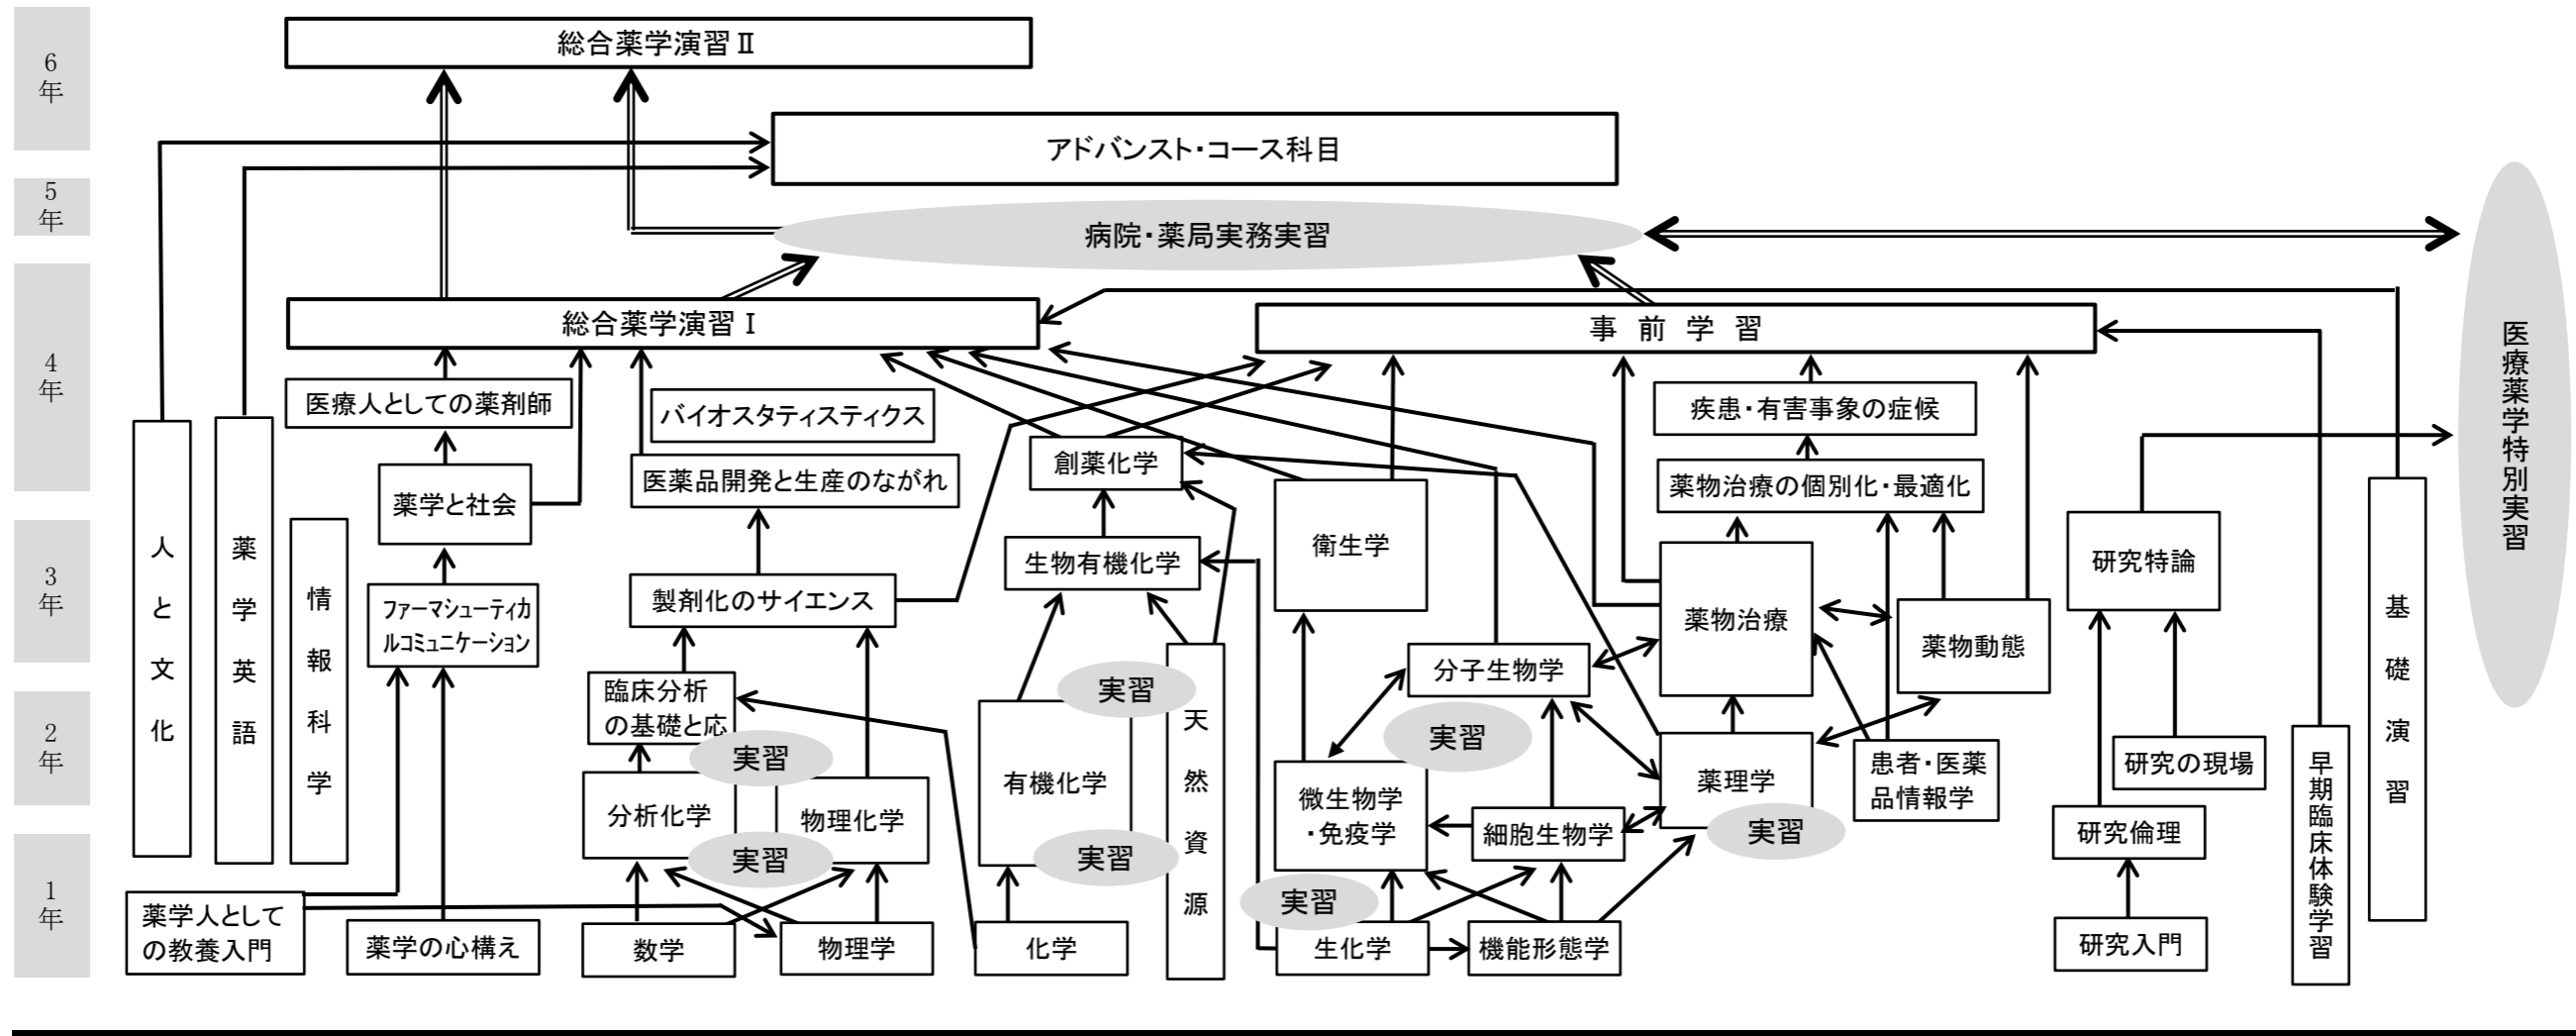 6
年
総合薬学演習Ⅱ
アドバンスト・コース科目
5
年
病院・薬局実務実習
4
年
総合薬学演習Ⅰ
事前学習
医療薬学特別実習
医療人としての薬剤師
バイオスタティスティクス
疾患・有害事象の症候
創薬化学
医薬品開発と生産のながれ
薬物治療の個別化・最適化
薬学と社会
人と文化
薬学英語
情報科学
3
年
衛生学
生物有機化学
研究特論
製剤化のサイエンス
ファーマシューティカ
ルコミュニケーション
薬物治療
薬物動態
分子生物学
基礎演習
臨床分析
の基礎と応
実習
天然資源
2
年
実習
実習
有機化学
微生物学
・免疫学
薬理学
患者・医薬
品情報学
研究の現場
早期臨床体験学習
分析化学
物理化学
細胞生物学
実習
研究倫理
実習
実習
1
年
実習
薬学人として
の教養入門
薬学の心構え
数学
物理学
化学
生化学
機能形態学
研究入門